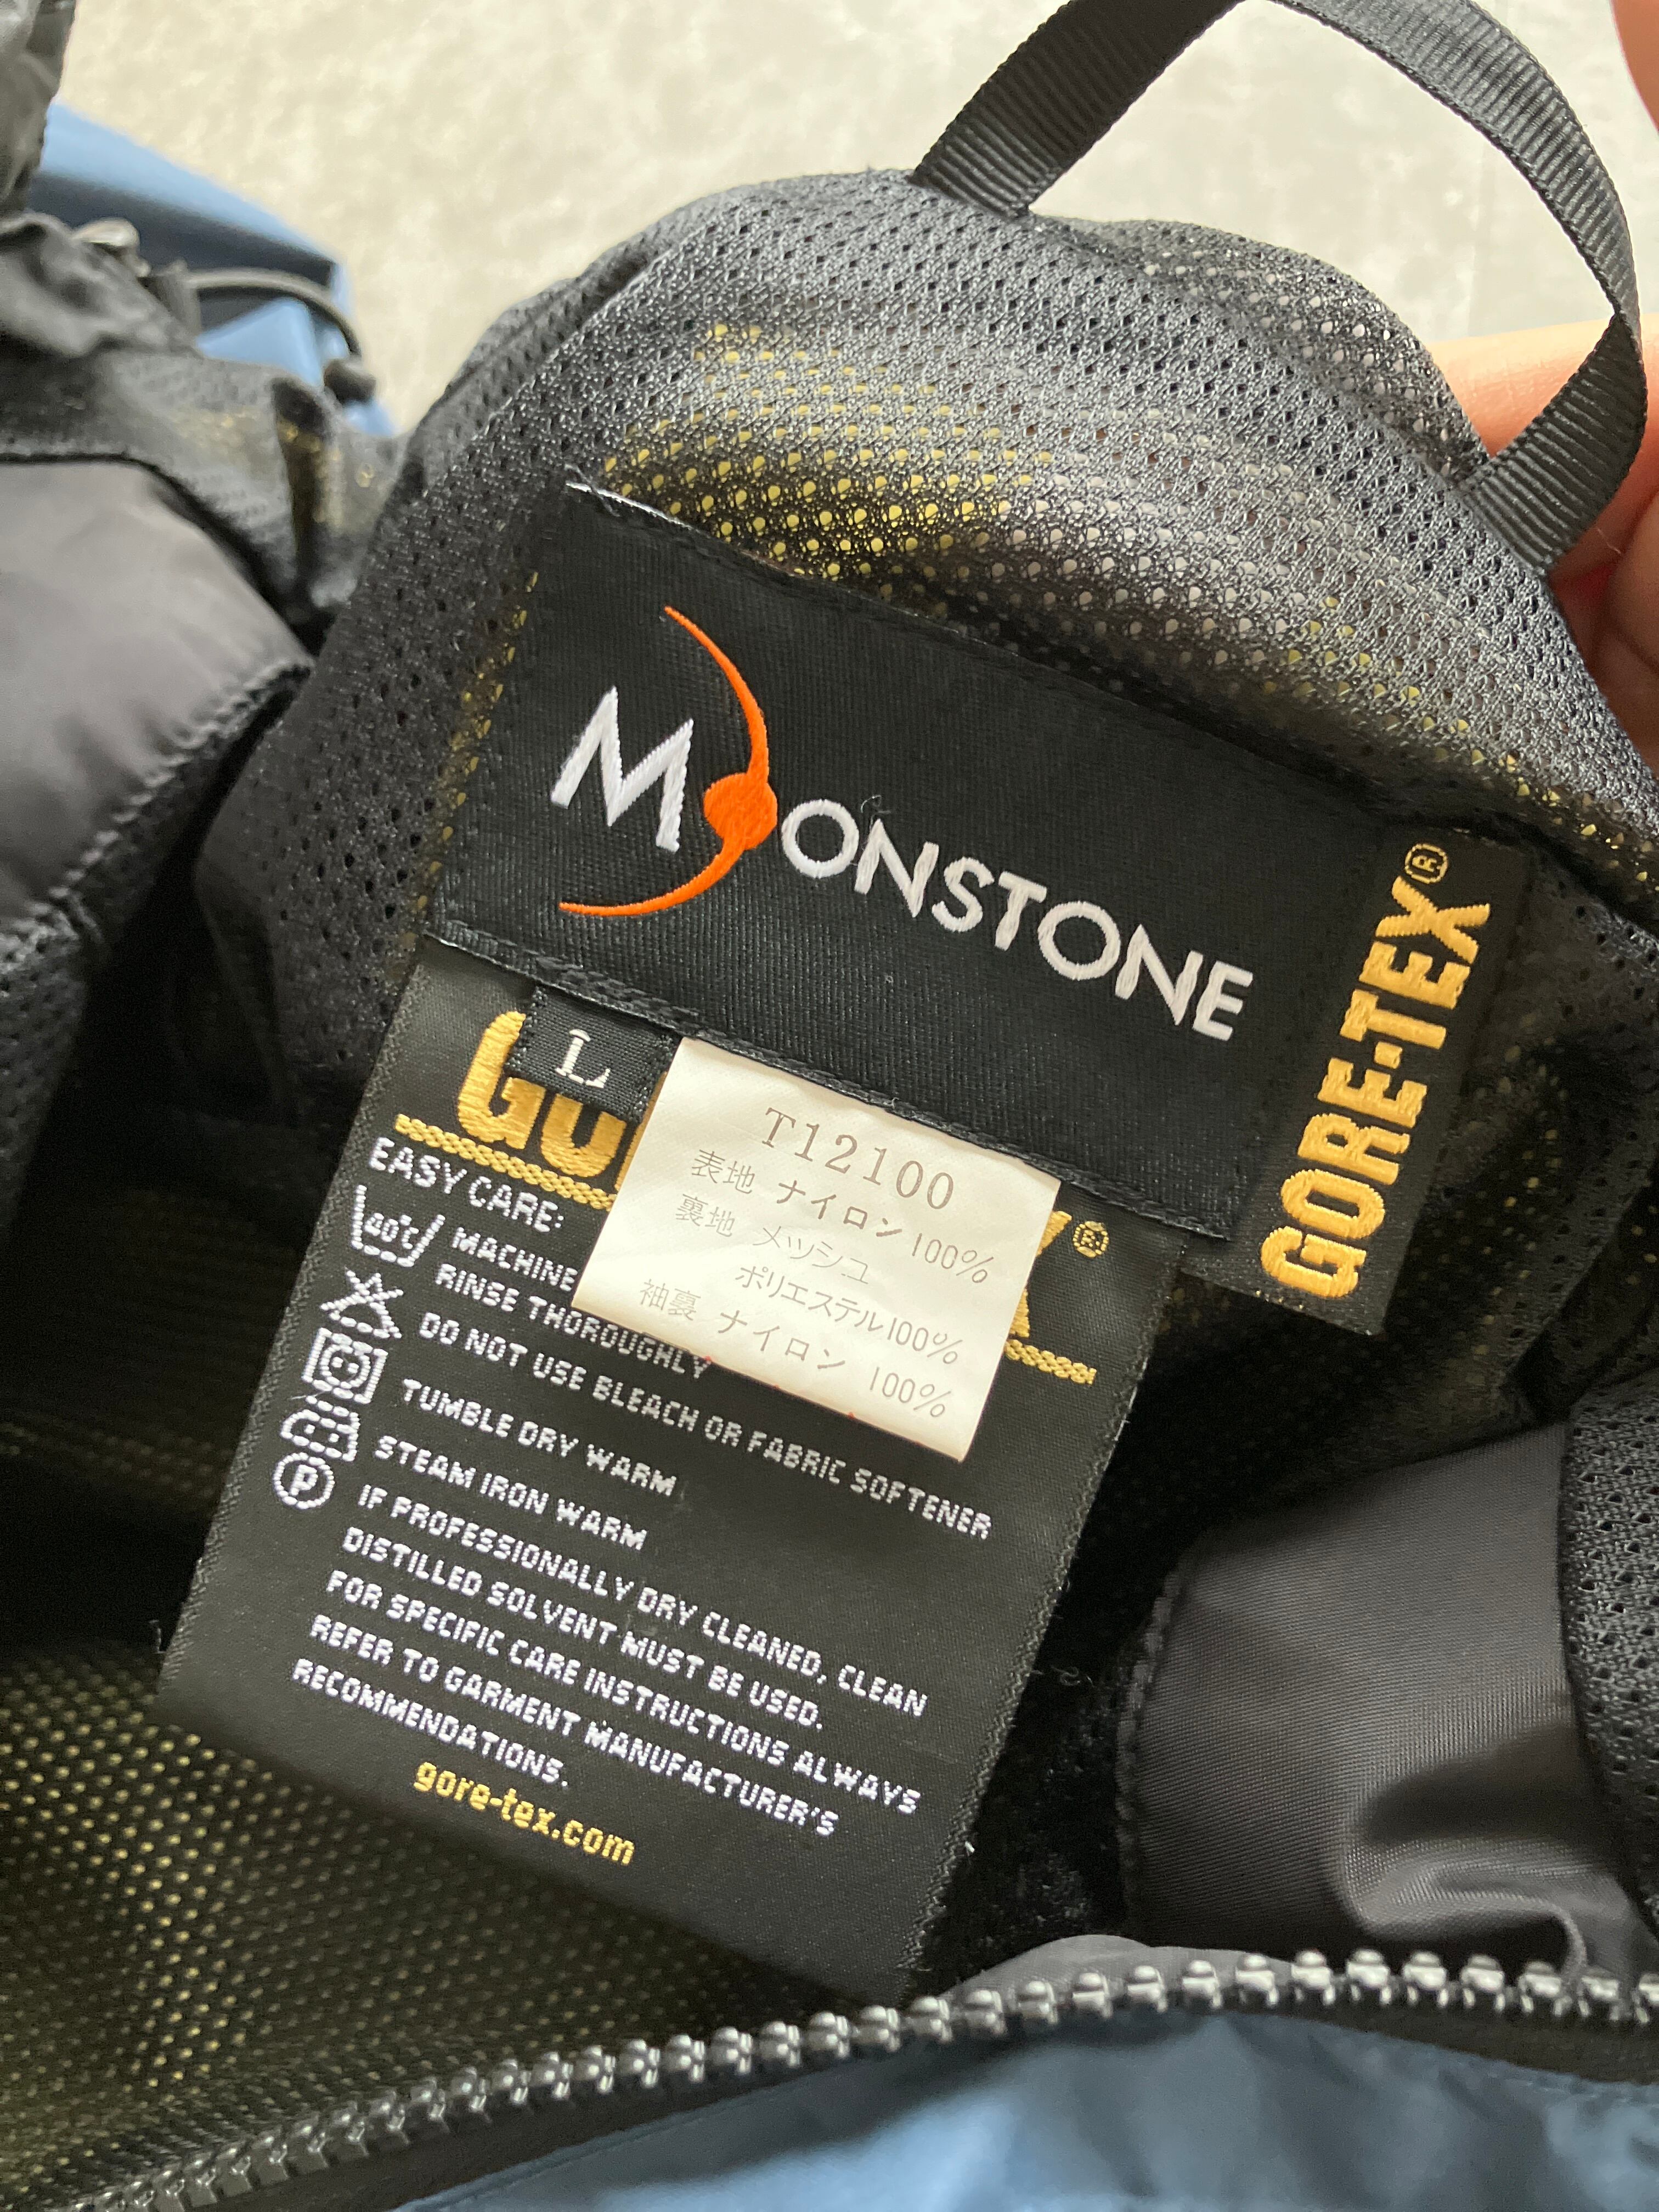 MOONSTONE
GORE-TEX®
L
T12100
表地 ナイロン100%
裏地 メッシュ
ポリエステル100%
袖裏 ナイロン 100%
®
EASY CARE:
40°C
MACHINE
RINSE THOROUGHLY
DO NOT USE BLEACH OR FABRIC SOFTENER
TUMBLE DRY WARM
STEAM IRON WARM
P
IF PROFESSIONALLY DRY CLEANED, CLEAN
DISTILLED SOLVENT MUST BE USED.
FOR SPECIFIC CARE INSTRUCTIONS ALWAYS
REFER TO GARMENT MANUFACTURER'S
RECOMMENDATIONS.
gore-tex.com